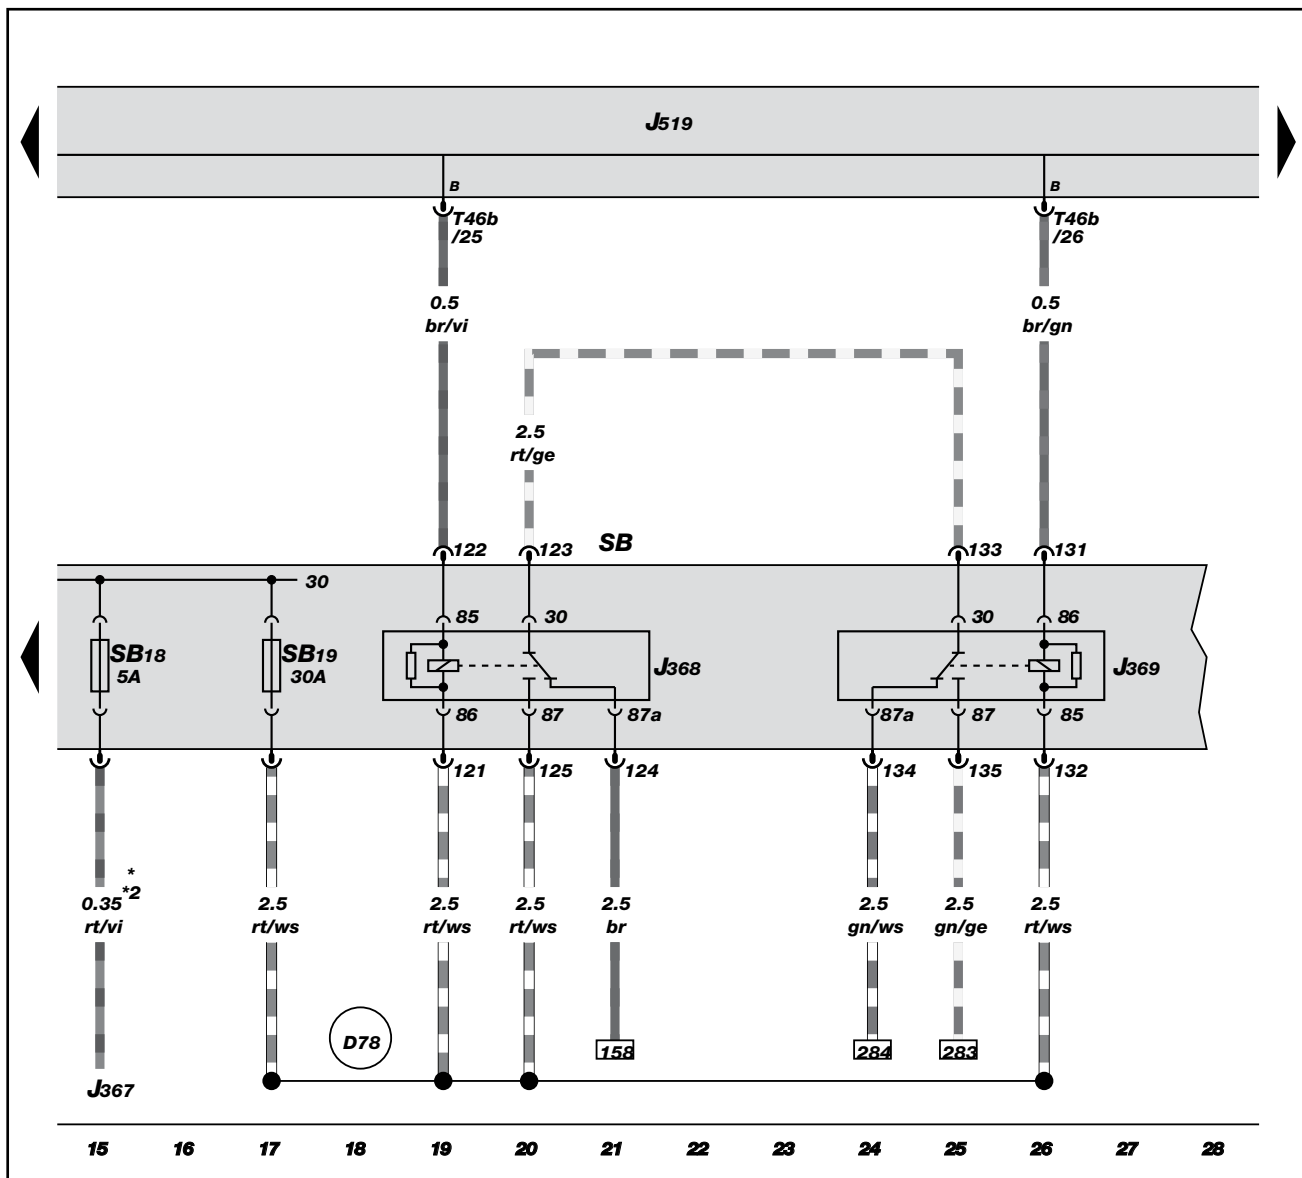 J519
B
B
T46b
/25
T46b
/26
0.5
br/vi
0.5
br/gn
2.5
rt/ge
122
123
SB
133
131
30
85
30
30
86
SB18
5A
SB19
30A
J368
J369
86
87
87a
87a
87
85
121
125
124
134
135
132
*
*2
0.35
rt/vi
2.5
rt/ws
2.5
rt/ws
2.5
rt/ws
2.5
br
2.5
gn/ws
2.5
gn/ge
2.5
rt/ws
D78
158
284
283
J367
15 16 17 18 19 20 21 22 23 24 25 26 27 28